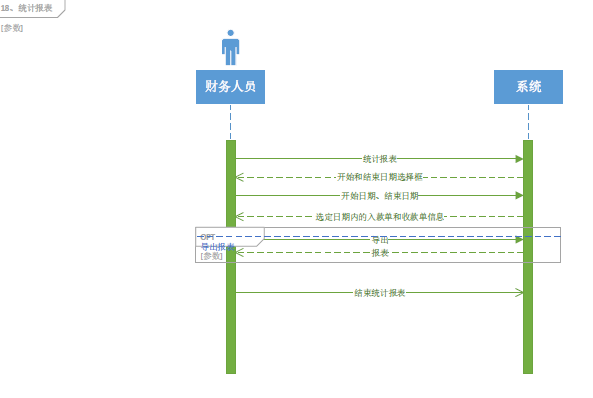 18、统计报表
[参数]
财务人员
系统
统计报表
开始和结束日期选择框
开始日期、结束日期
选定日期内的入款单和收款单信息
OPT
导出
导出报表
报表
[参数]
结束统计报表